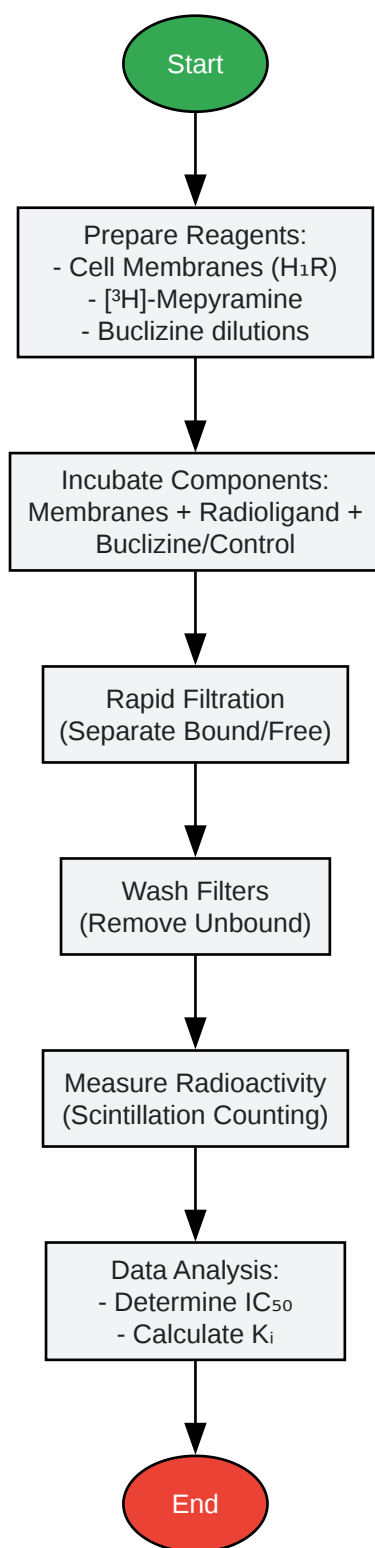 Start
Prepare Reagents:
- Cell Membranes (H₁R)
- [³H]-Mepyramine
- Buclizine dilutions
Incubate Components:
Membranes + Radioligand +
Buclizine/Control
Rapid Filtration
(Separate Bound/Free)
Wash Filters
(Remove Unbound)
Measure Radioactivity
(Scintillation Counting)
Data Analysis:
- Determine IC₅₀
- Calculate Kᵢ
End